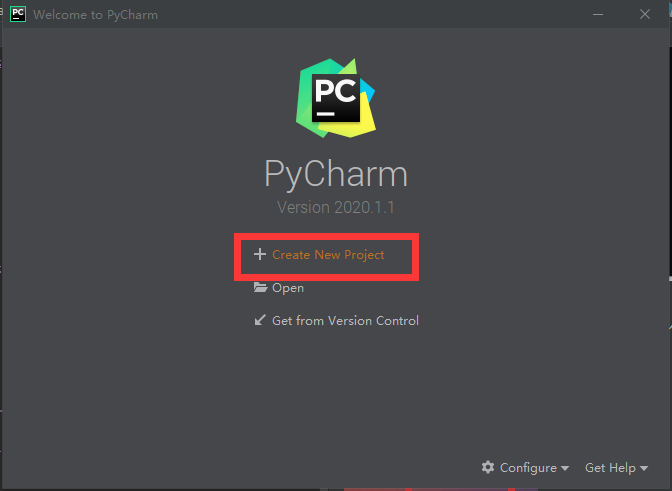 PC Welcome to PyCharm
PC
PyCharm
Version 2020.1.1
Create New Project
Open
Get from Version Control
Configure Get Help